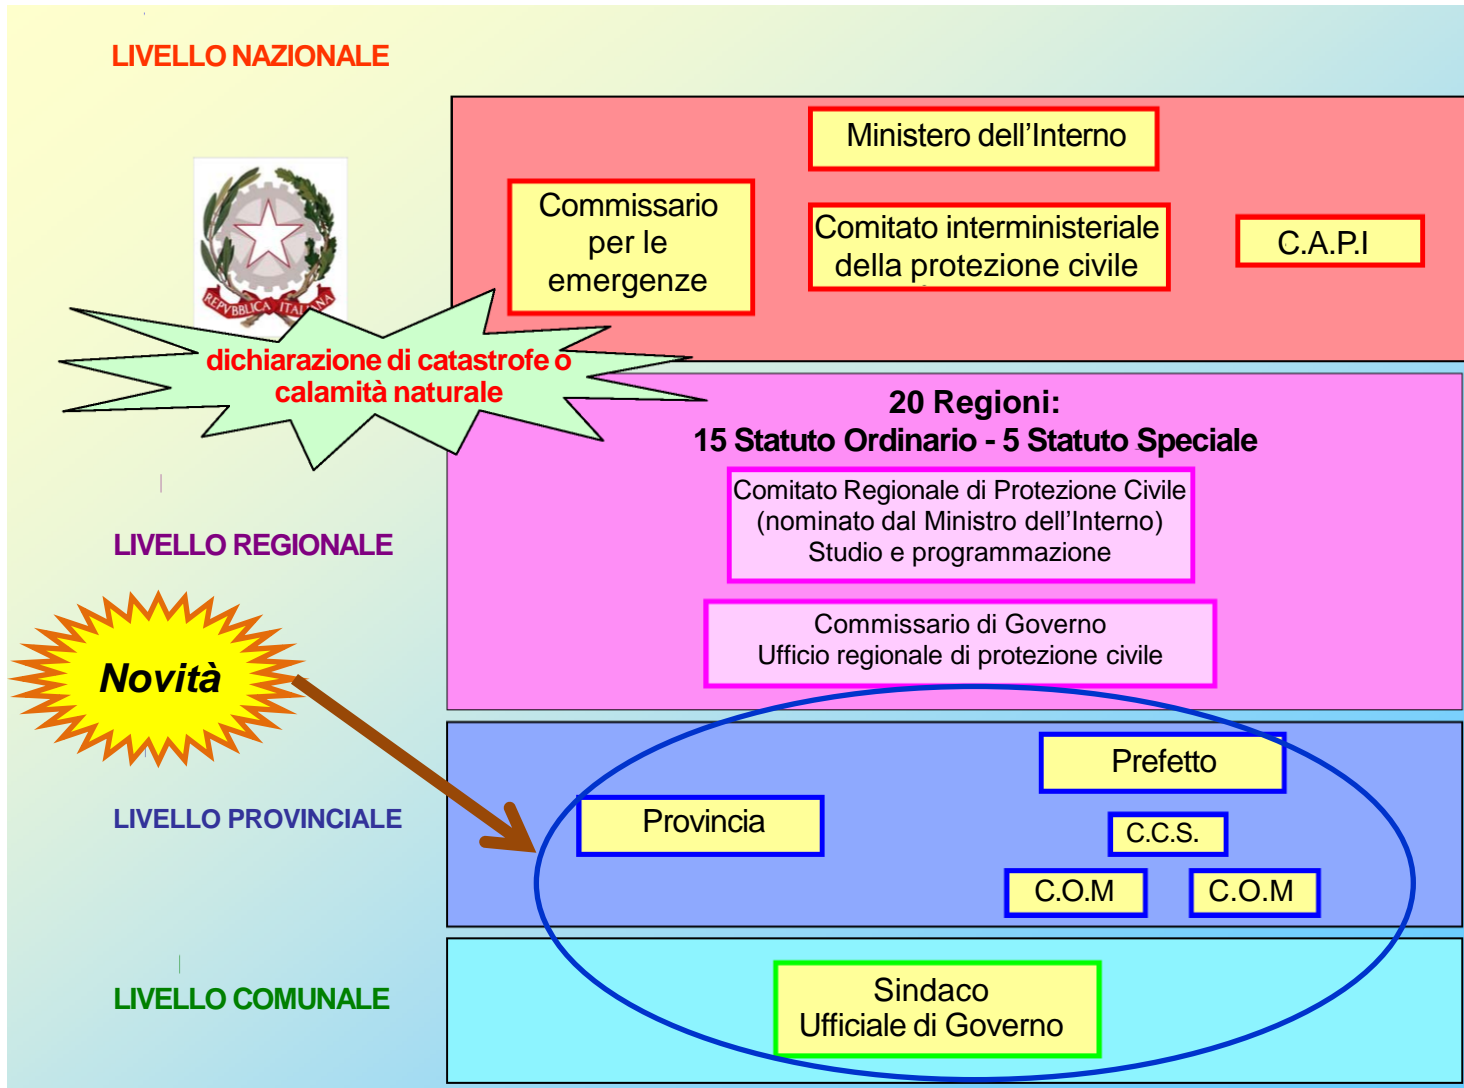 LIVELLO NAZIONALE
Ministero dell’Interno
Commissario
per le
emergenze
Comitato interministeriale
della protezione civile
C.A.P.I
REPVBBLICA ITALIANA
dichiarazione di catastrofe o
calamità naturale
20 Regioni:
15 Statuto Ordinario - 5 Statuto Speciale
Comitato Regionale di Protezione Civile
(nominato dal Ministro dell’Interno)
Studio e programmazione
LIVELLO REGIONALE
Commissario di Governo
Ufficio regionale di protezione civile
Novità
LIVELLO PROVINCIALE
Prefetto
Provincia
C.C.S.
C.O.M
C.O.M
LIVELLO COMUNALE
Sindaco
Ufficiale di Governo